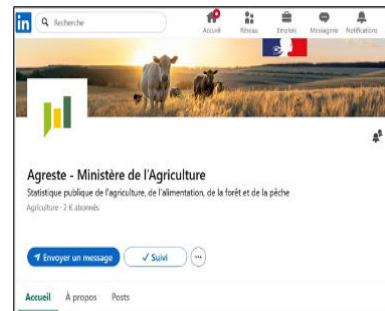 in Recherche
Accueil Réseau Emplois Messagerie Notifications
Agreste - Ministère de l'Agriculture
Statistique publique de l'agriculture, de l'alimentation, de la forêt et de la pêche
Agriculture · 2 K abonnés
Envoyer un message ✓ Suivi ...
Accueil À propos Posts